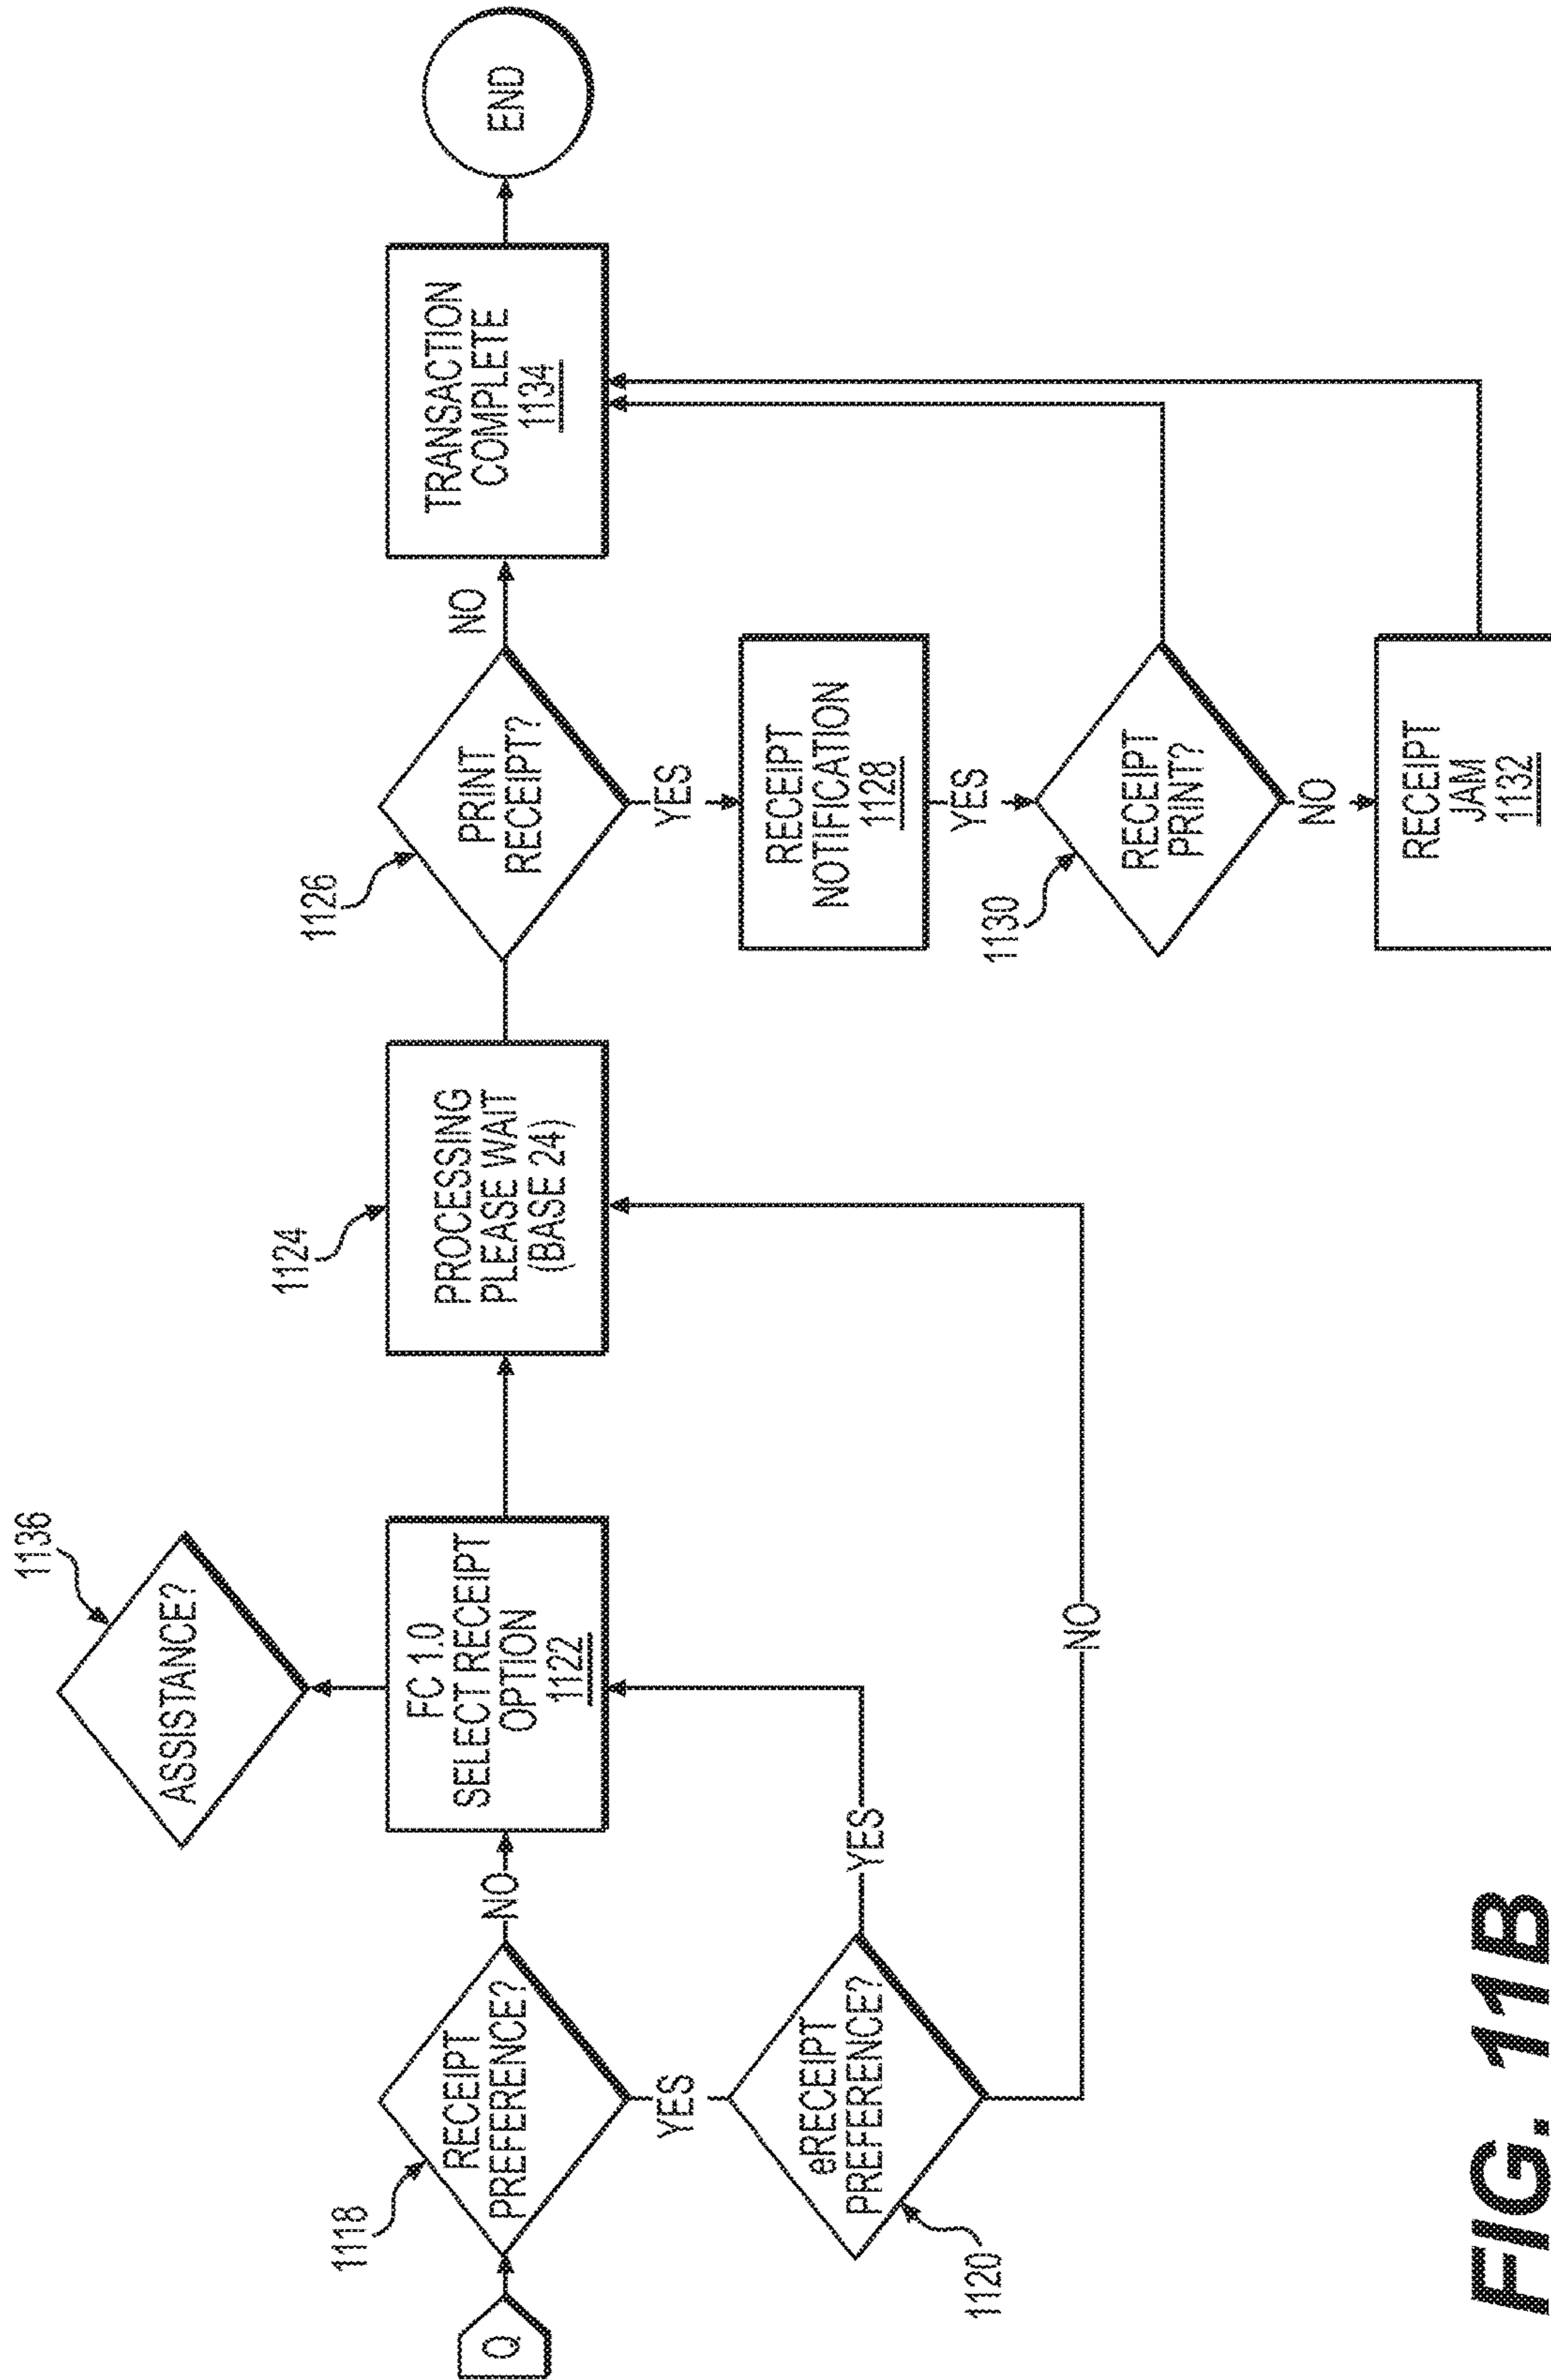 Q
1118
RECEIPT
PREFERENCE?
NO
YES
1120
eRECEIPT
PREFERENCE?
YES
NO
1136
ASSISTANCE?
FC 1.0
SELECT RECEIPT
OPTION
1122
1124
PROCESSING
PLEASE WAIT
(BASE 24)
1126
PRINT
RECEIPT?
NO
YES
RECEIPT
NOTIFICATION
1128
YES
1130
RECEIPT
PRINT?
NO
RECEIPT
JAM
1132
TRANSACTION
COMPLETE
1134
END
FIG. 11B